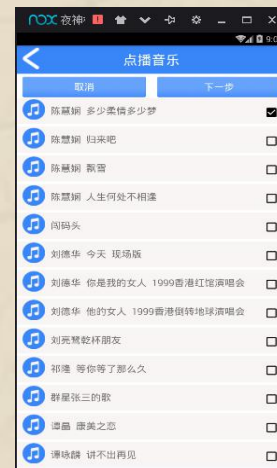 nox 夜神
9:0
点播音乐
取消 下一步
陈慧娴 多少柔情多少梦
陈慧娴 归来吧
陈慧娴 飘雪
陈慧娴 人生何处不相逢
闯码头
刘德华 今天 现场版
刘德华 你是我的女人 1999香港红馆演唱会
刘德华 他的女人 1999香港倒转地球演唱会
刘亮鹭乾杯朋友
祁隆 等你等了那么久
群星张三的歌
谭晶 康美之恋
谭咏麟 讲不出再见